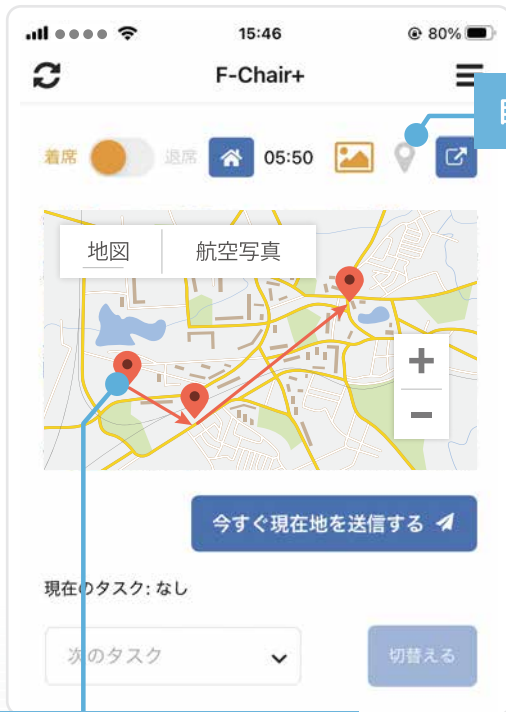 15:46
80%
F-Chair+
着席
退席
05:50
地図
航空写真
今すぐ現在地を送信する
現在のタスク: なし
次のタスク
切替える